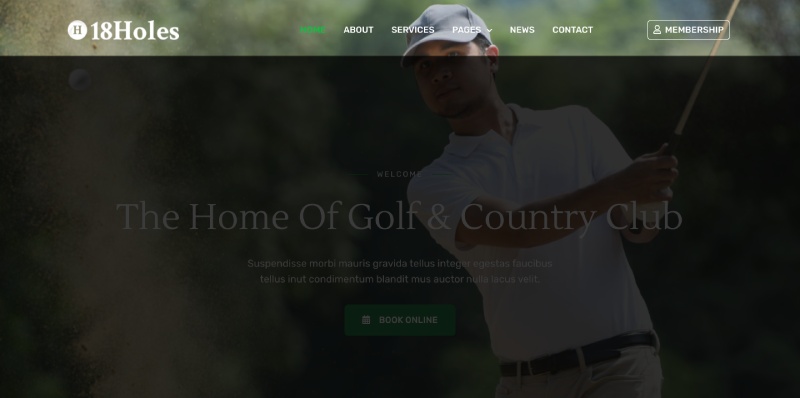 H 18Holes
HOME ABOUT SERVICES PAGES NEWS CONTACT MEMBERSHIP
WELCOME
The Home Of Golf & Country Club
Suspendisse morbi mauris gravida tellus integer egestas faucibus
tellus inut condimentum blandit mus auctor nulla lacus velit.
BOOK ONLINE